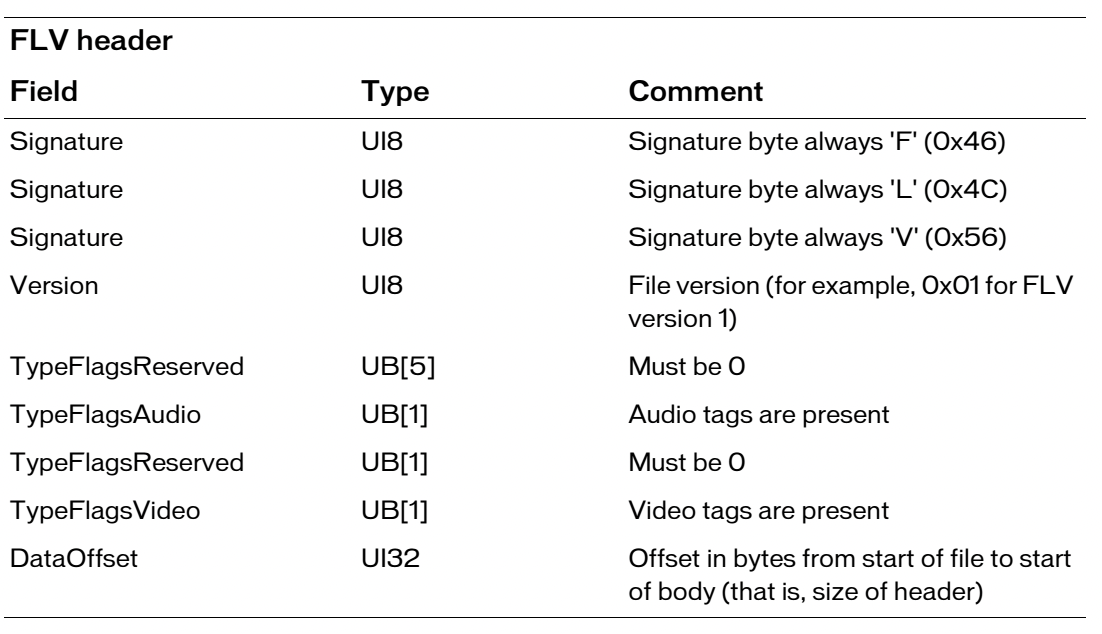 FLV header
Field Type Comment
Signature UI8 Signature byte always 'F' (0x46)
Signature UI8 Signature byte always 'L' (0x4C)
Signature UI8 Signature byte always 'V' (0x56)
Version UI8 File version (for example, 0x01 for FLV
version 1)
TypeFlagsReserved UB[5] Must be 0
TypeFlagsAudio UB[1] Audio tags are present
TypeFlagsReserved UB[1] Must be 0
TypeFlagsVideo UB[1] Video tags are present
DataOffset UI32 Offset in bytes from start of file to start
of body (that is, size of header)